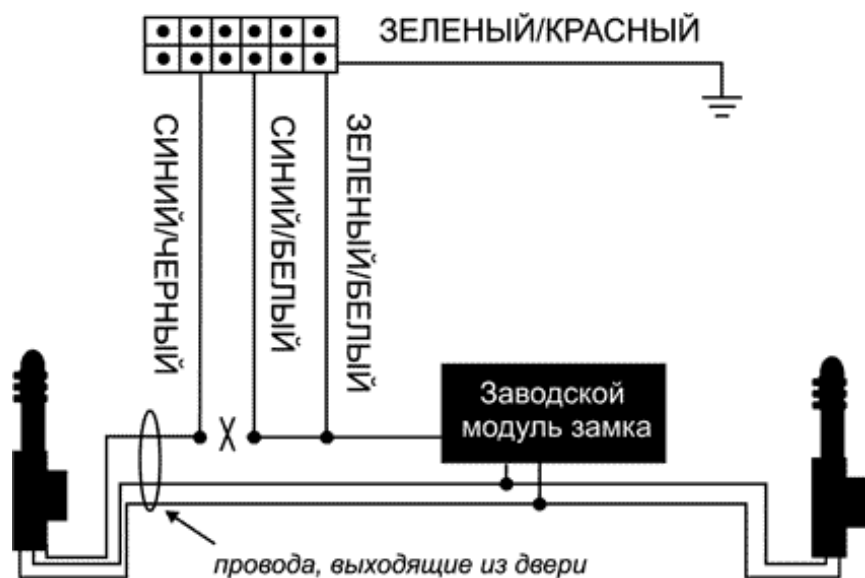 ЗЕЛЕНЫЙ/КРАСНЫЙ
СИНИЙ/ЧЕРНЫЙ
СИНИЙ/БЕЛЫЙ
ЗЕЛЕНЫЙ/БЕЛЫЙ
Заводской
модуль замка
X
провода, выходящие из двери